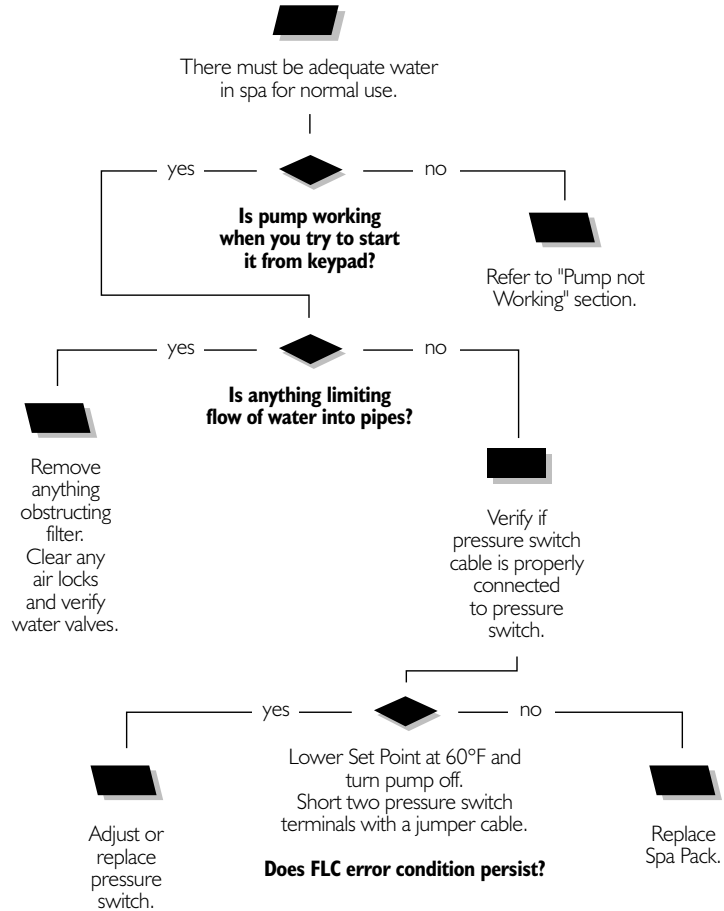 There must be adequate water
in spa for normal use.
yes
no
Is pump working
when you try to start
it from keypad?
Refer to "Pump not
Working" section.
yes
no
Is anything limiting
flow of water into pipes?
Remove
anything
obstructing
filter.
Clear any
air locks
and verify
water valves.
Verify if
pressure switch
cable is properly
connected
to pressure
switch.
yes
no
Lower Set Point at 60°F and
turn pump off.
Short two pressure switch
terminals with a jumper cable.
Does FLC error condition persist?
Adjust or
replace
pressure
switch.
Replace
Spa Pack.